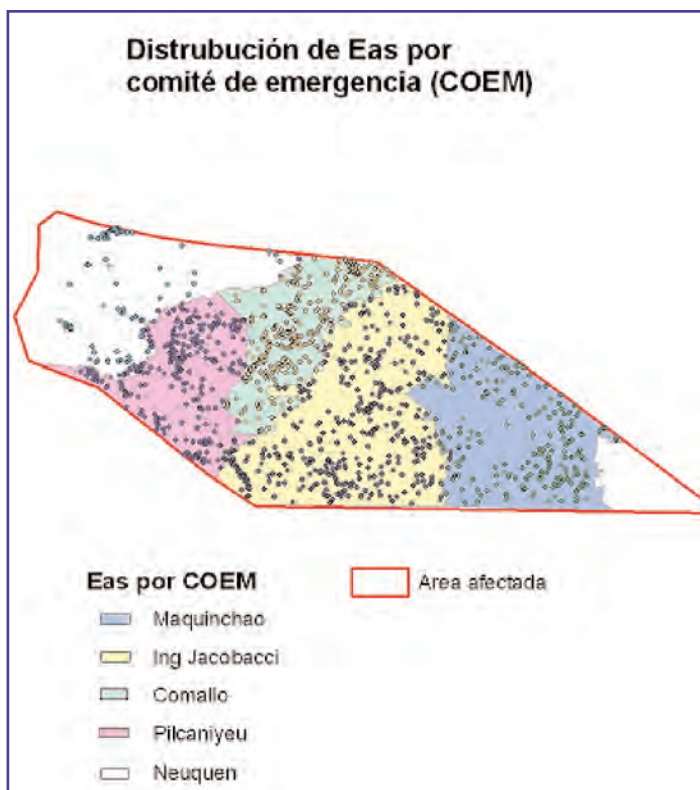 Distrubución de Eas por
comité de emergencia (COEM)
Eas por COEM
Area afectada
Maquinchao
Ing Jacobacci
Comallo
Pilcaniyeu
Neuquen